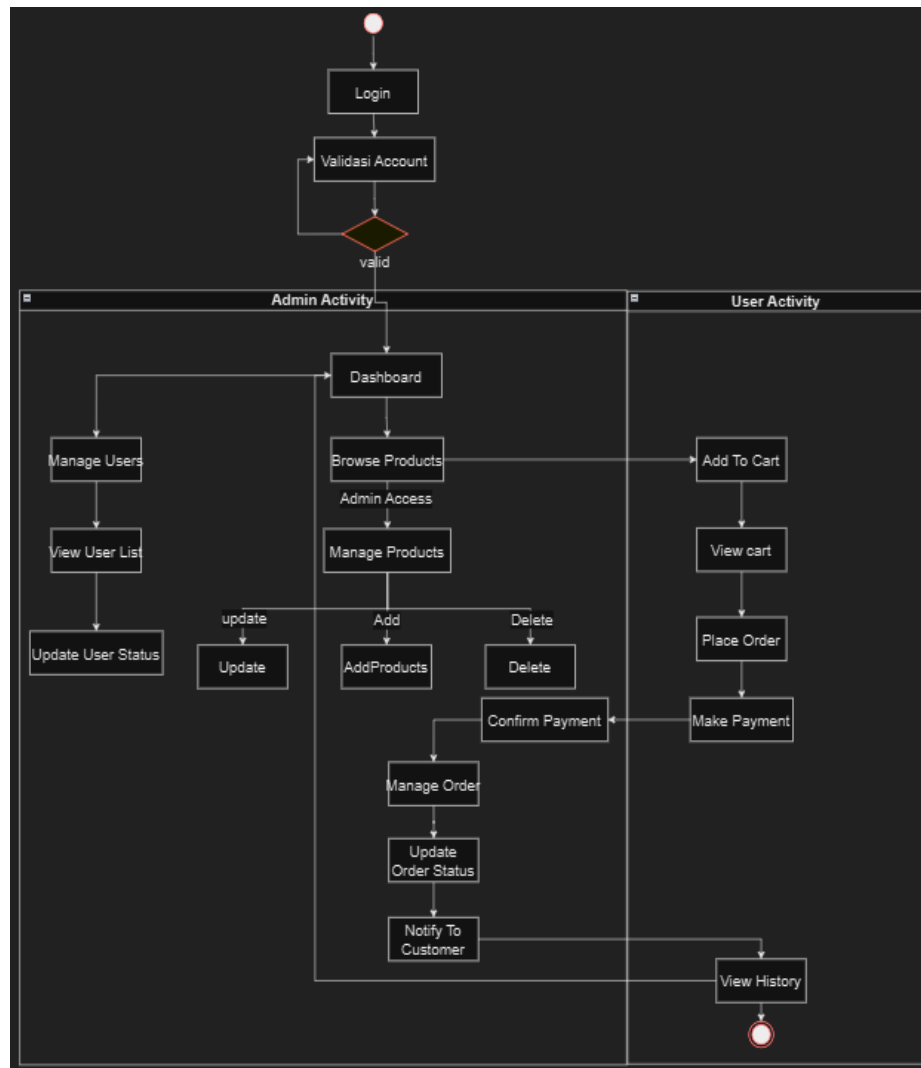 Login
Validasi Account
valid
Admin Activity
User Activity
Dashboard
Manage Users
Browse Products
Add To Cart
Admin Access
View User List
Manage Products
View cart
update
Add
Delete
Place Order
Update User Status
Update
AddProducts
Delete
Confirm Payment
Make Payment
Manage Order
Update
Order Status
Notify To
Customer
View History